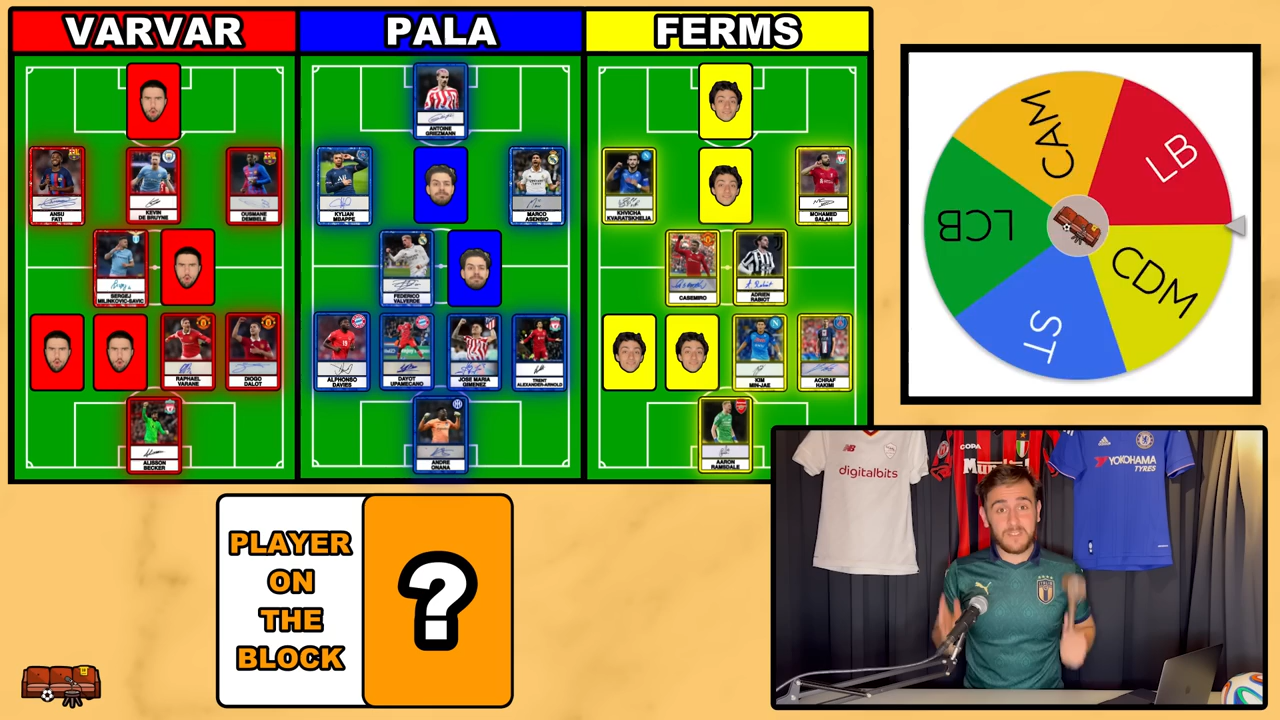 VARVAR
PALA
FERMS
ANTOINE
GRIEZMANN
ANSU
FATI
KEVIN
DE BRUYNE
OUSMANE
DEMBELE
KYLIAN
MBAPPE
MARCO
ASENSIO
KHVICHA
KVARATSKHELIA
MOHAMED
SALAH
SERGEJ
MILINKOVIC-SAVIC
FEDERICO
VALVERDE
CASEMIRO
ADRIEN
RABIOT
RAPHAEL
VARANE
DIOGO
DALOT
ALPHONSO
DAVIES
DAYOT
UPAMECANO
JOSE MARIA
GIMENEZ
TRENT
ALEXANDER-ARNOLD
KIM
MIN-JAE
ACHRAF
HAKIMI
ALISSON
BECKER
ANDRE
ONANA
AARON
RAMSDALE
CAM
LB
LCB
CDM
ST
PLAYER
ON
THE
BLOCK
?
digitalbits
COPA
YOKOHAMA
TYRES